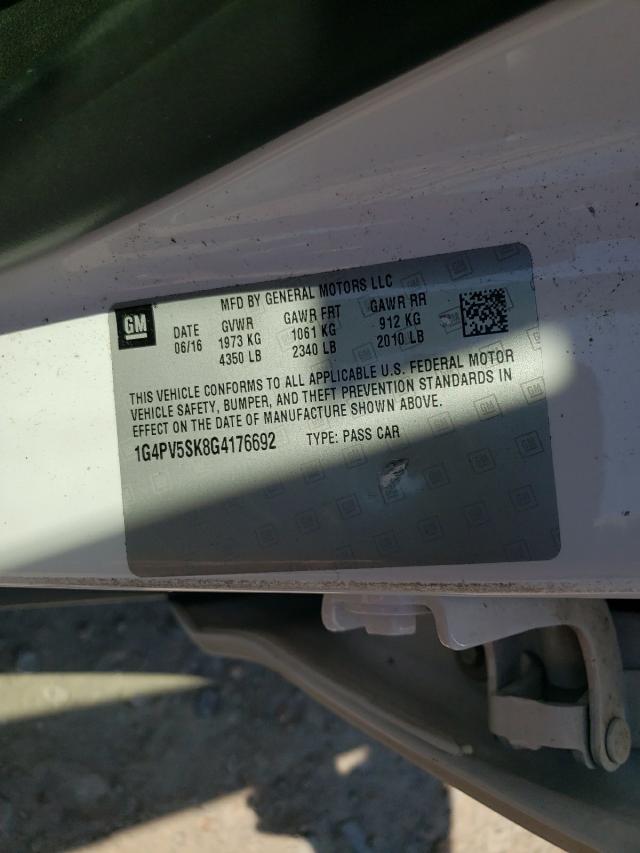 GM
MFD BY GENERAL MOTORS LLC
DATE GVWR GAWR FRT GAWR RR
06/16 1973 KG 1061 KG 912 KG
4350 LB 2340 LB 2010 LB
THIS VEHICLE CONFORMS TO ALL APPLICABLE U.S. FEDERAL MOTOR
VEHICLE SAFETY, BUMPER, AND THEFT PREVENTION STANDARDS IN
EFFECT ON THE DATE OF MANUFACTURE SHOWN ABOVE.
1G4PV5SK8G4176692 TYPE: PASS CAR